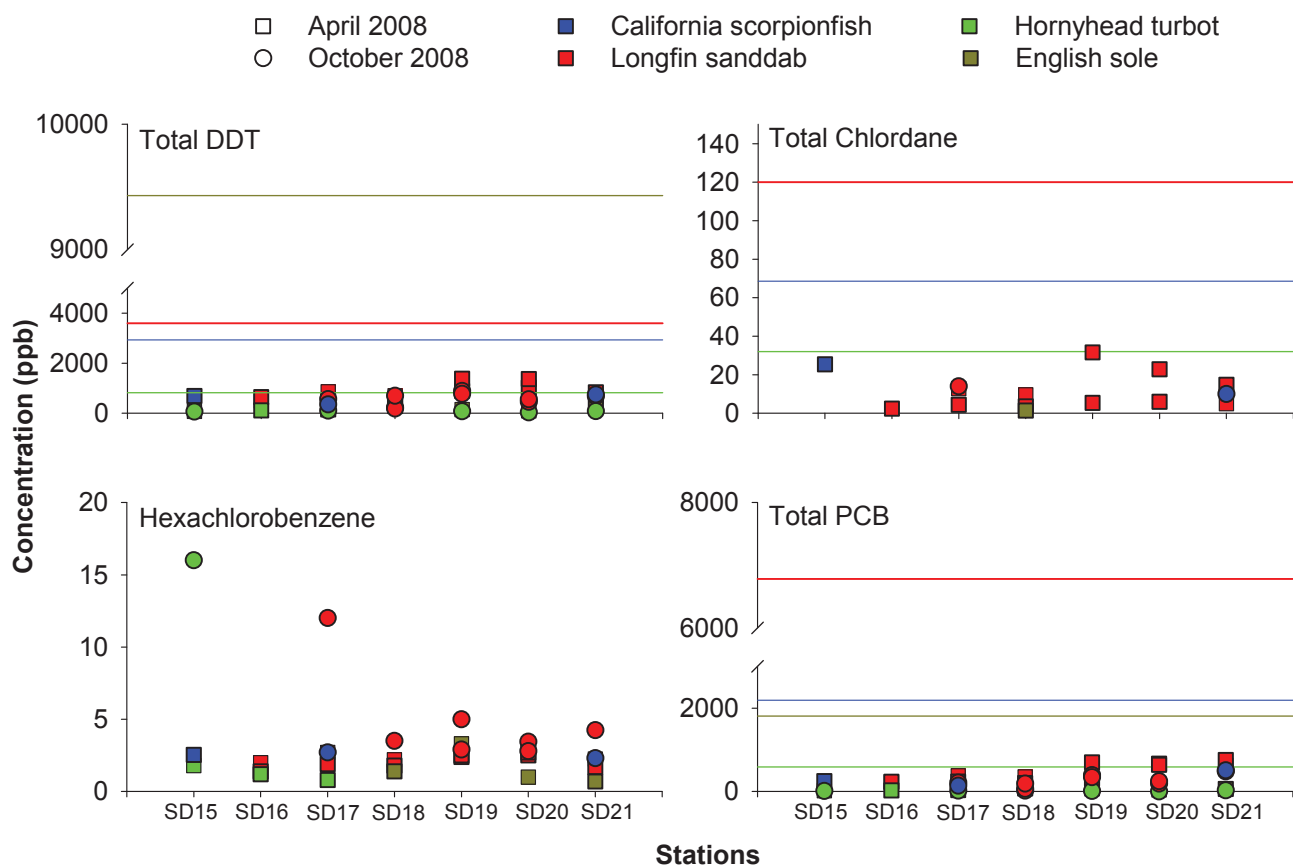 April 2008
California scorpionfish
Hornyhead turbot
October 2008
Longfin sanddab
English sole
Concentration (ppb)
Total DDT
10000
9000
4000
2000
0
Total Chlordane
140
120
100
80
60
40
20
0
Hexachlorobenzene
20
15
10
5
0
SD15 SD16 SD17 SD18 SD19 SD20 SD21
Total PCB
8000
6000
2000
0
SD15 SD16 SD17 SD18 SD19 SD20 SD21
Stations